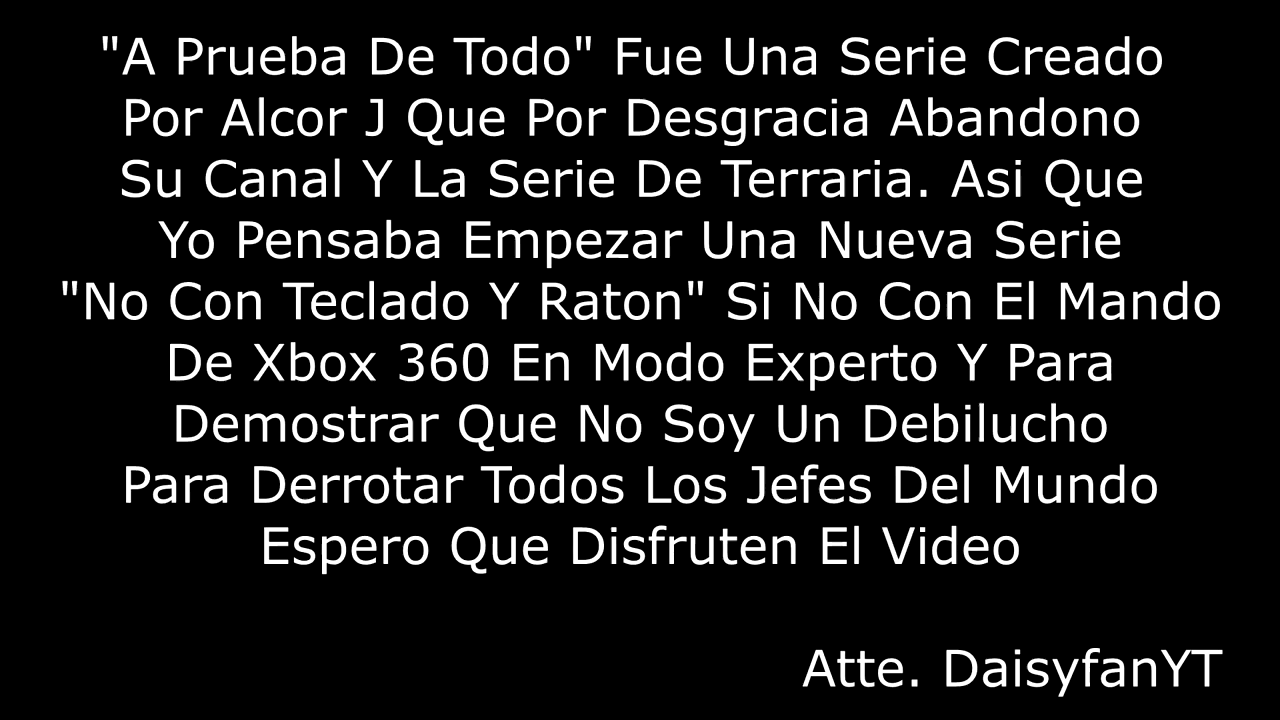 "A Prueba De Todo" Fue Una Serie Creado
Por Alcor J Que Por Desgracia Abandono
Su Canal Y La Serie De Terraria. Asi Que
Yo Pensaba Empezar Una Nueva Serie
"No Con Teclado Y Raton" Si No Con El Mando
De Xbox 360 En Modo Experto Y Para
Demostrar Que No Soy Un Debilucho
Para Derrotar Todos Los Jefes Del Mundo
Espero Que Disfruten El Video
Atte. DaisyfanYT